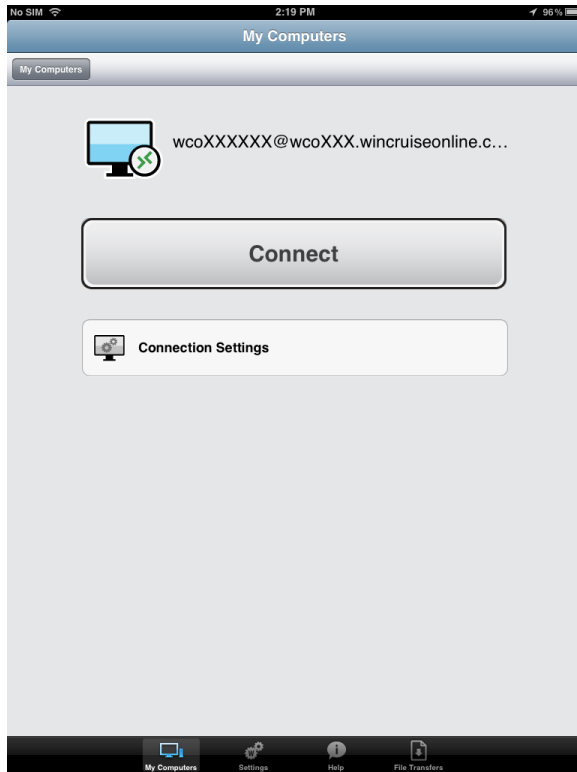 No SIM 2:19 PM 96%
My Computers
My Computers
wcoXXXXXX@wcoXXX.wincruiseonline.c...
Connect
Connection Settings
My Computers Settings Help File Transfers